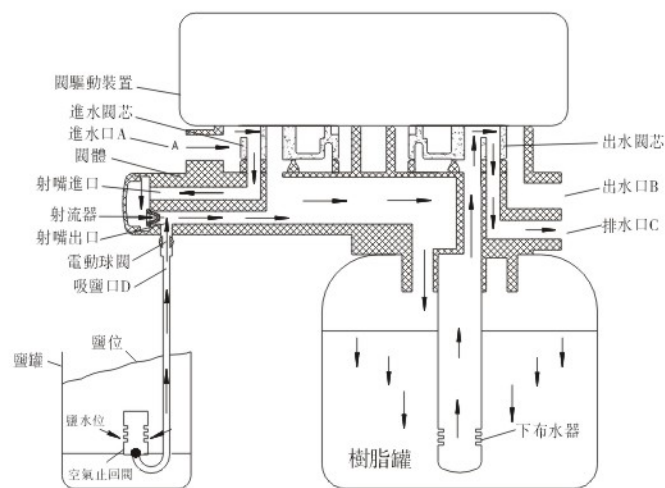 閥驅動裝置
進水閥芯
進水口A
A
閥體
射嘴進口
射流器
射嘴出口
電動球閥
吸鹽口D
出水閥芯
出水口B
排水口C
鹽位
鹽罐
鹽水位
空氣止回閥
下布水器
樹脂罐